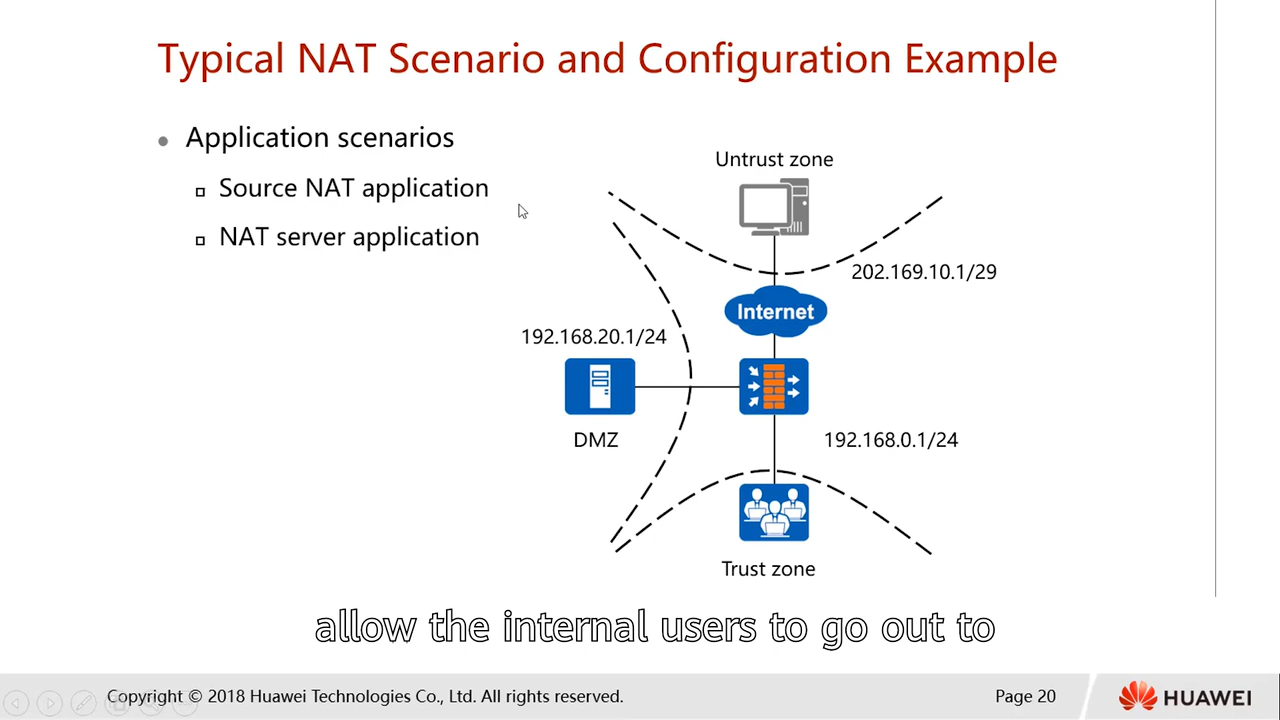 Typical NAT Scenario and Configuration Example
Application scenarios
Source NAT application
NAT server application
Untrust zone
202.169.10.1/29
Internet
192.168.20.1/24
DMZ
192.168.0.1/24
Trust zone
allow the internal users to go out to
Copyright © 2018 Huawei Technologies Co., Ltd. All rights reserved.
Page 20
HUAWEI